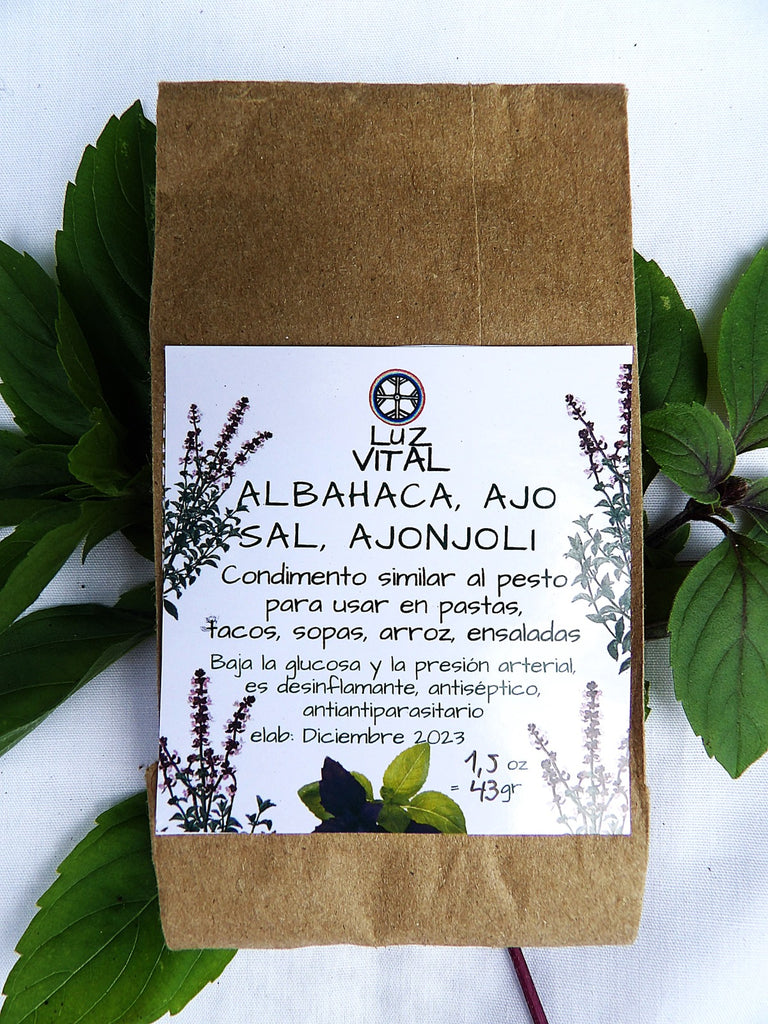 LUZ
VITAL
ALBAHACA, AJO
SAL, AJONJOLI
Condimento similar al pesto
para usar en pastas,
tacos, sopas, arroz, ensaladas
Baja la glucosa y la presión arterial,
es desinflamante, antiséptico,
antiantiparasitario
elab: Diciembre 2023
1,5 oz
= 43gr